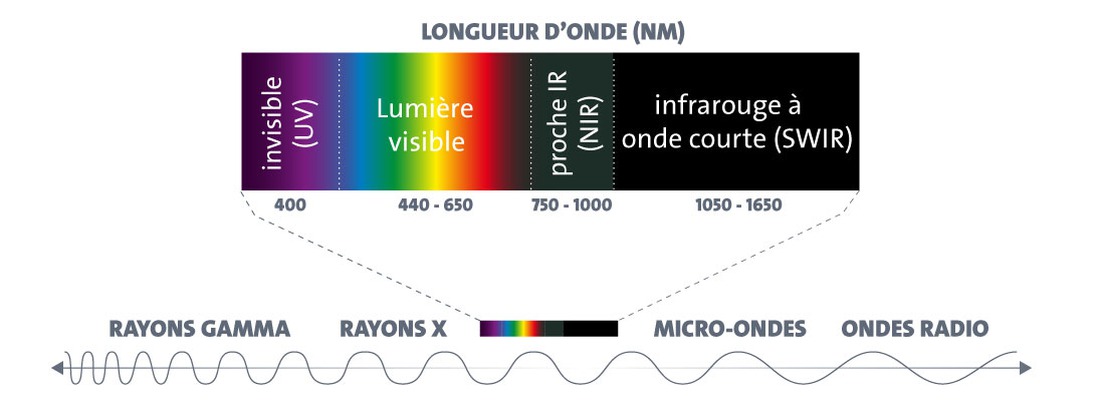 LONGUEUR D'ONDE (NM)
invisible
(UV)
Lumière
visible
proche IR
(NIR)
infrarouge à
onde courte (SWIR)
400
440 - 650
750 - 1000
1050 - 1650
RAYONS GAMMA
RAYONS X
MICRO-ONDES
ONDES RADIO